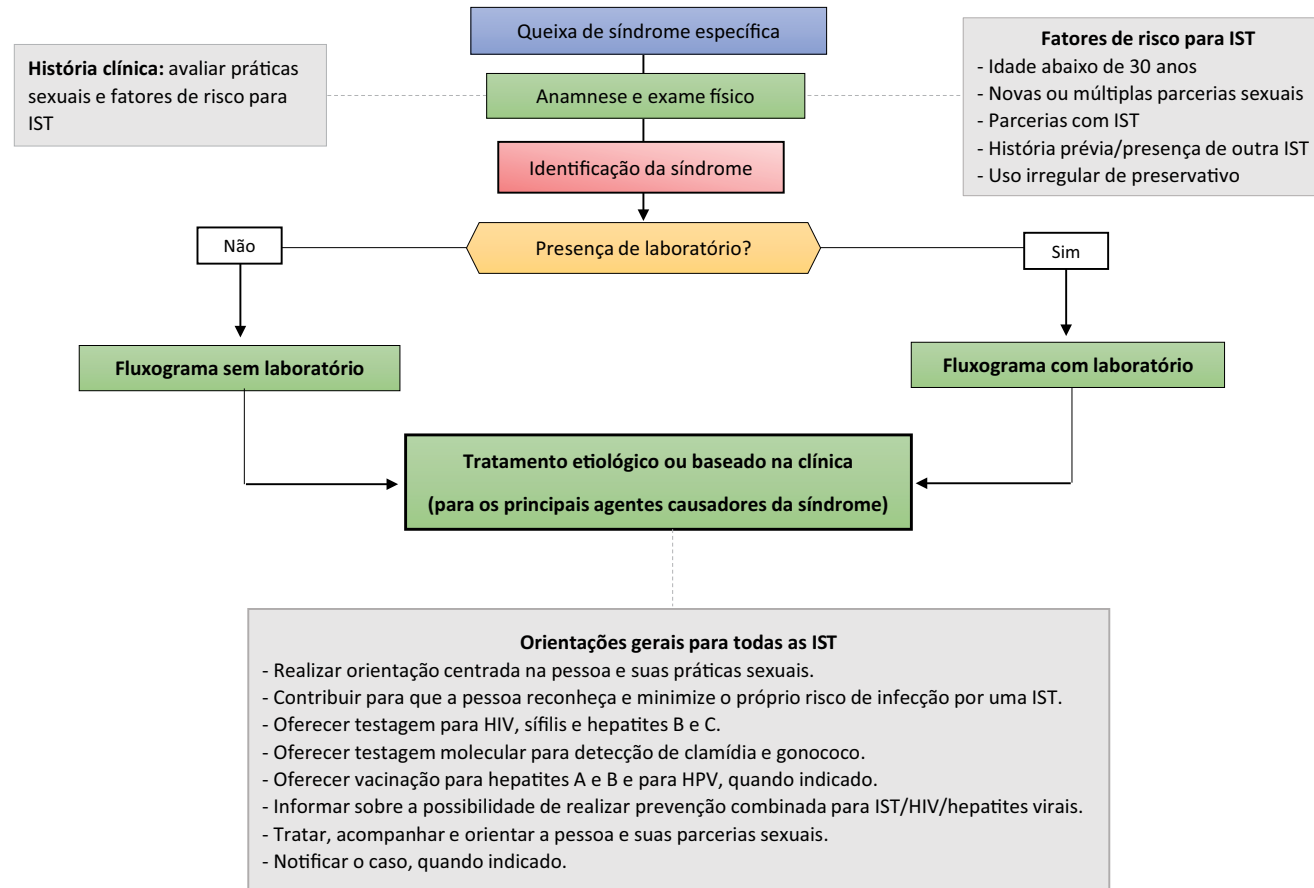 Queixa de síndrome específica
História clínica: avaliar práticas
sexuais e fatores de risco para
IST
Anamnese e exame físico
Fatores de risco para IST
- Idade abaixo de 30 anos
- Novas ou múltiplas parcerias sexuais
- Parcerias com IST
- História prévia/presença de outra IST
- Uso irregular de preservativo
Identificação da síndrome
Presença de laboratório?
Não
Sim
Fluxograma sem laboratório
Fluxograma com laboratório
Tratamento etiológico ou baseado na clínica
(para os principais agentes causadores da síndrome)
Orientações gerais para todas as IST
- Realizar orientação centrada na pessoa e suas práticas sexuais.
- Contribuir para que a pessoa reconheça e minimize o próprio risco de infecção por uma IST.
- Oferecer testagem para HIV, sífilis e hepatites B e C.
- Oferecer testagem molecular para detecção de clamídia e gonococo.
- Oferecer vacinação para hepatites A e B e para HPV, quando indicado.
- Informar sobre a possibilidade de realizar prevenção combinada para IST/HIV/hepatites virais.
- Tratar, acompanhar e orientar a pessoa e suas parcerias sexuais.
- Notificar o caso, quando indicado.